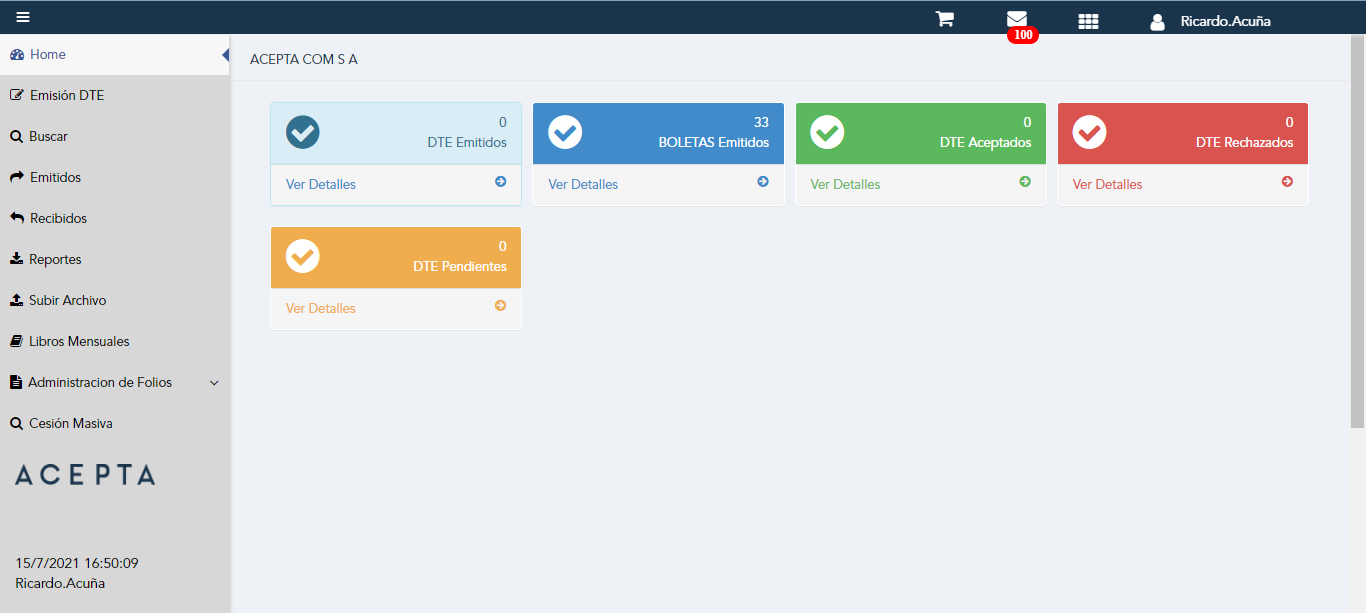 100
Ricardo.Acuña
Home
Emisión DTE
Buscar
Emitidos
Recibidos
Reportes
Subir Archivo
Libros Mensuales
Administracion de Folios
Cesión Masiva
ACEPTA
15/7/2021 16:50:09
Ricardo.Acuña
ACEPTA COM S A
0
DTE Emitidos
Ver Detalles
33
BOLETAS Emitidos
Ver Detalles
0
DTE Aceptados
Ver Detalles
0
DTE Rechazados
Ver Detalles
0
DTE Pendientes
Ver Detalles